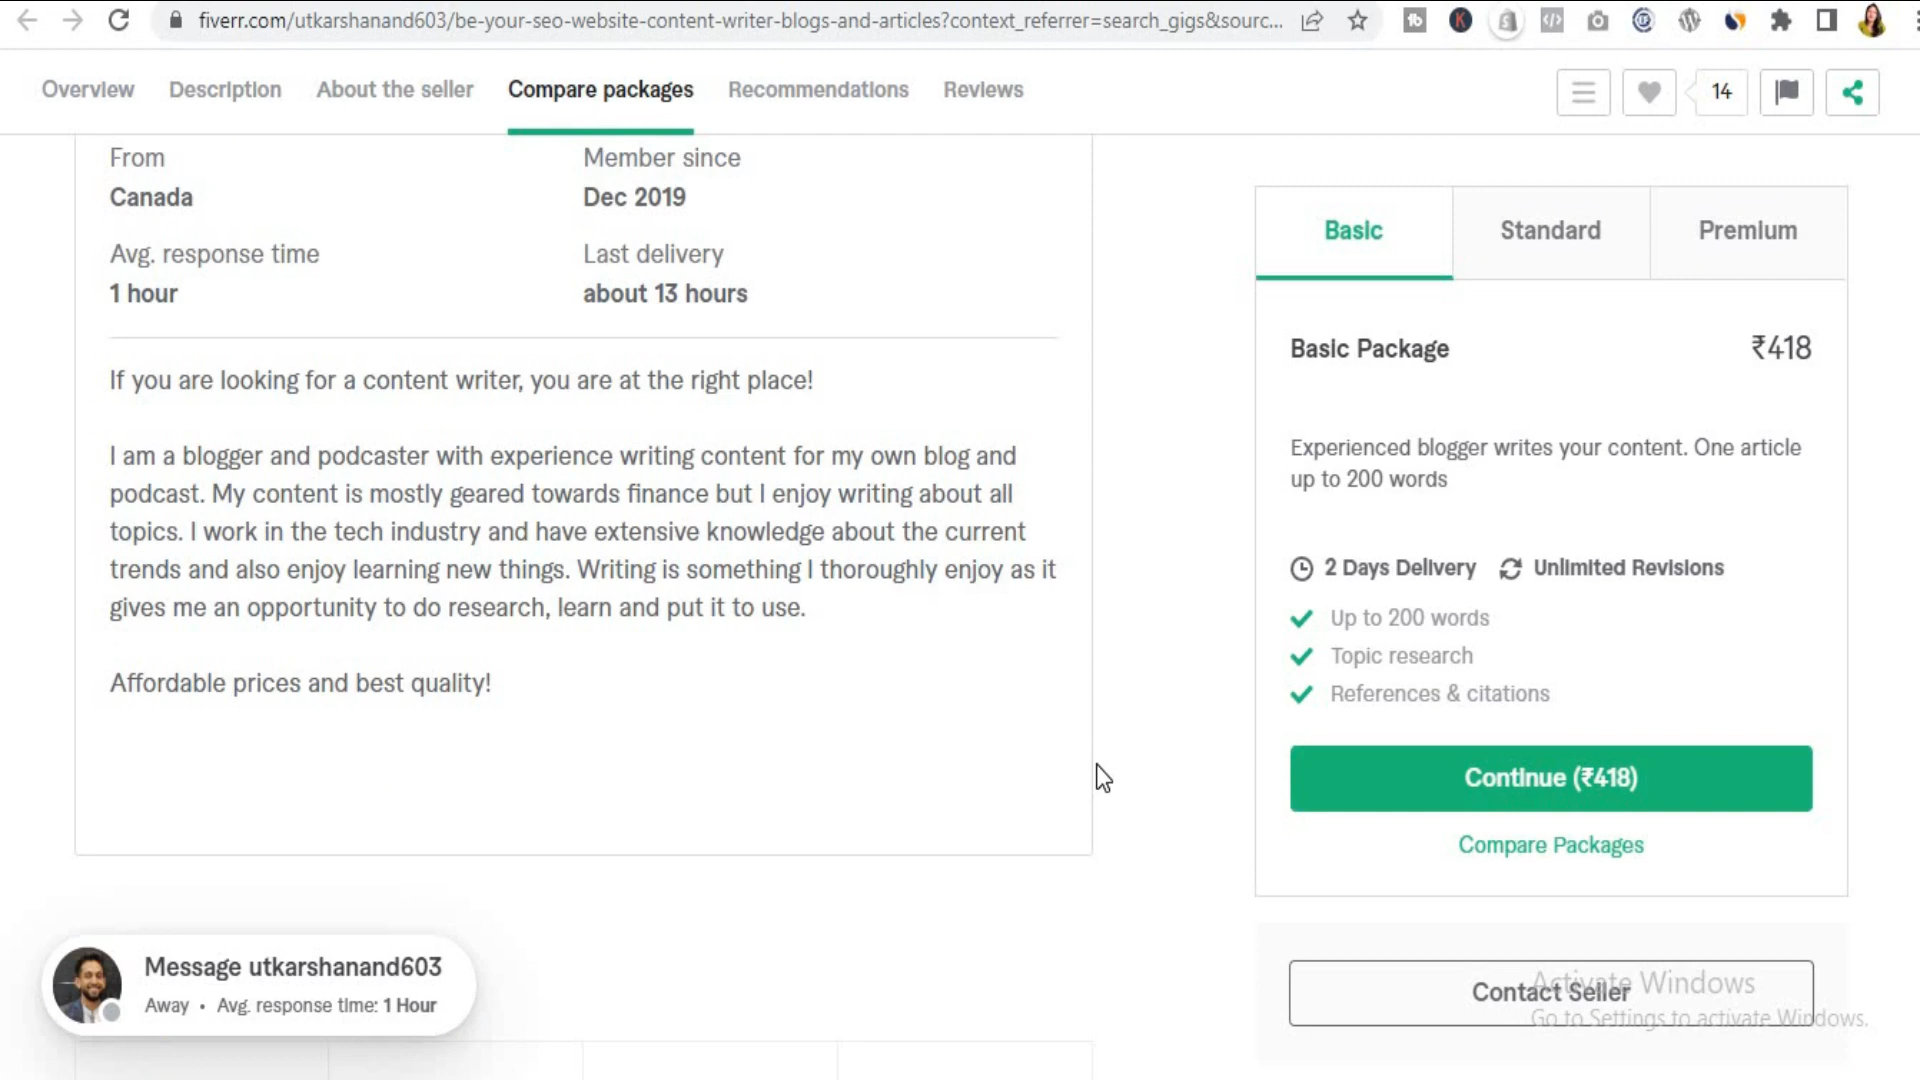 fiverr.com/utkarshanand603/be-your-seo-website-content-writer-blogs-and-articles?context_referrer=search_gigs&sourc...
Overview Description About the seller Compare packages Recommendations Reviews 14
From Member since
Canada Dec 2019
Avg. response time Last delivery
1 hour about 13 hours
If you are looking for a content writer, you are at the right place!
I am a blogger and podcaster with experience writing content for my own blog and
podcast. My content is mostly geared towards finance but I enjoy writing about all
topics. I work in the tech industry and have extensive knowledge about the current
trends and also enjoy learning new things. Writing is something I thoroughly enjoy as it
gives me an opportunity to do research, learn and put it to use.
Affordable prices and best quality!
Basic Standard Premium
Basic Package ₹418
Experienced blogger writes your content. One article
up to 200 words
2 Days Delivery Unlimited Revisions
Up to 200 words
Topic research
References & citations
Continue (₹418)
Compare Packages
Contact Seller
Message utkarshanand603
Away • Avg. response time: 1 Hour
Activate Windows
Go to Settings to activate Windows.